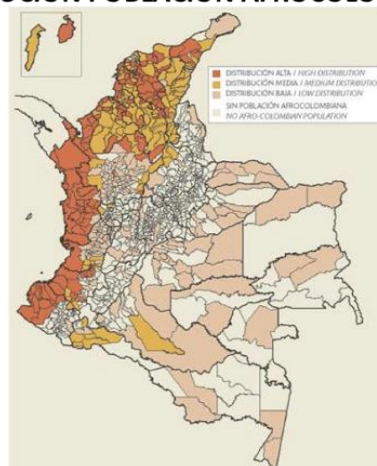 POBLACIÓN
DISTRIBUCIÓN ALTA / HIGH DISTRIBUTION
DISTRIBUCIÓN MEDIA / MEDIUM DISTRIBUTION
DISTRIBUCIÓN BAJA / LOW DISTRIBUTION
SIN POBLACIÓN AFROCOLOMBIANA
NO AFRO-COLOMBIAN POPULATION